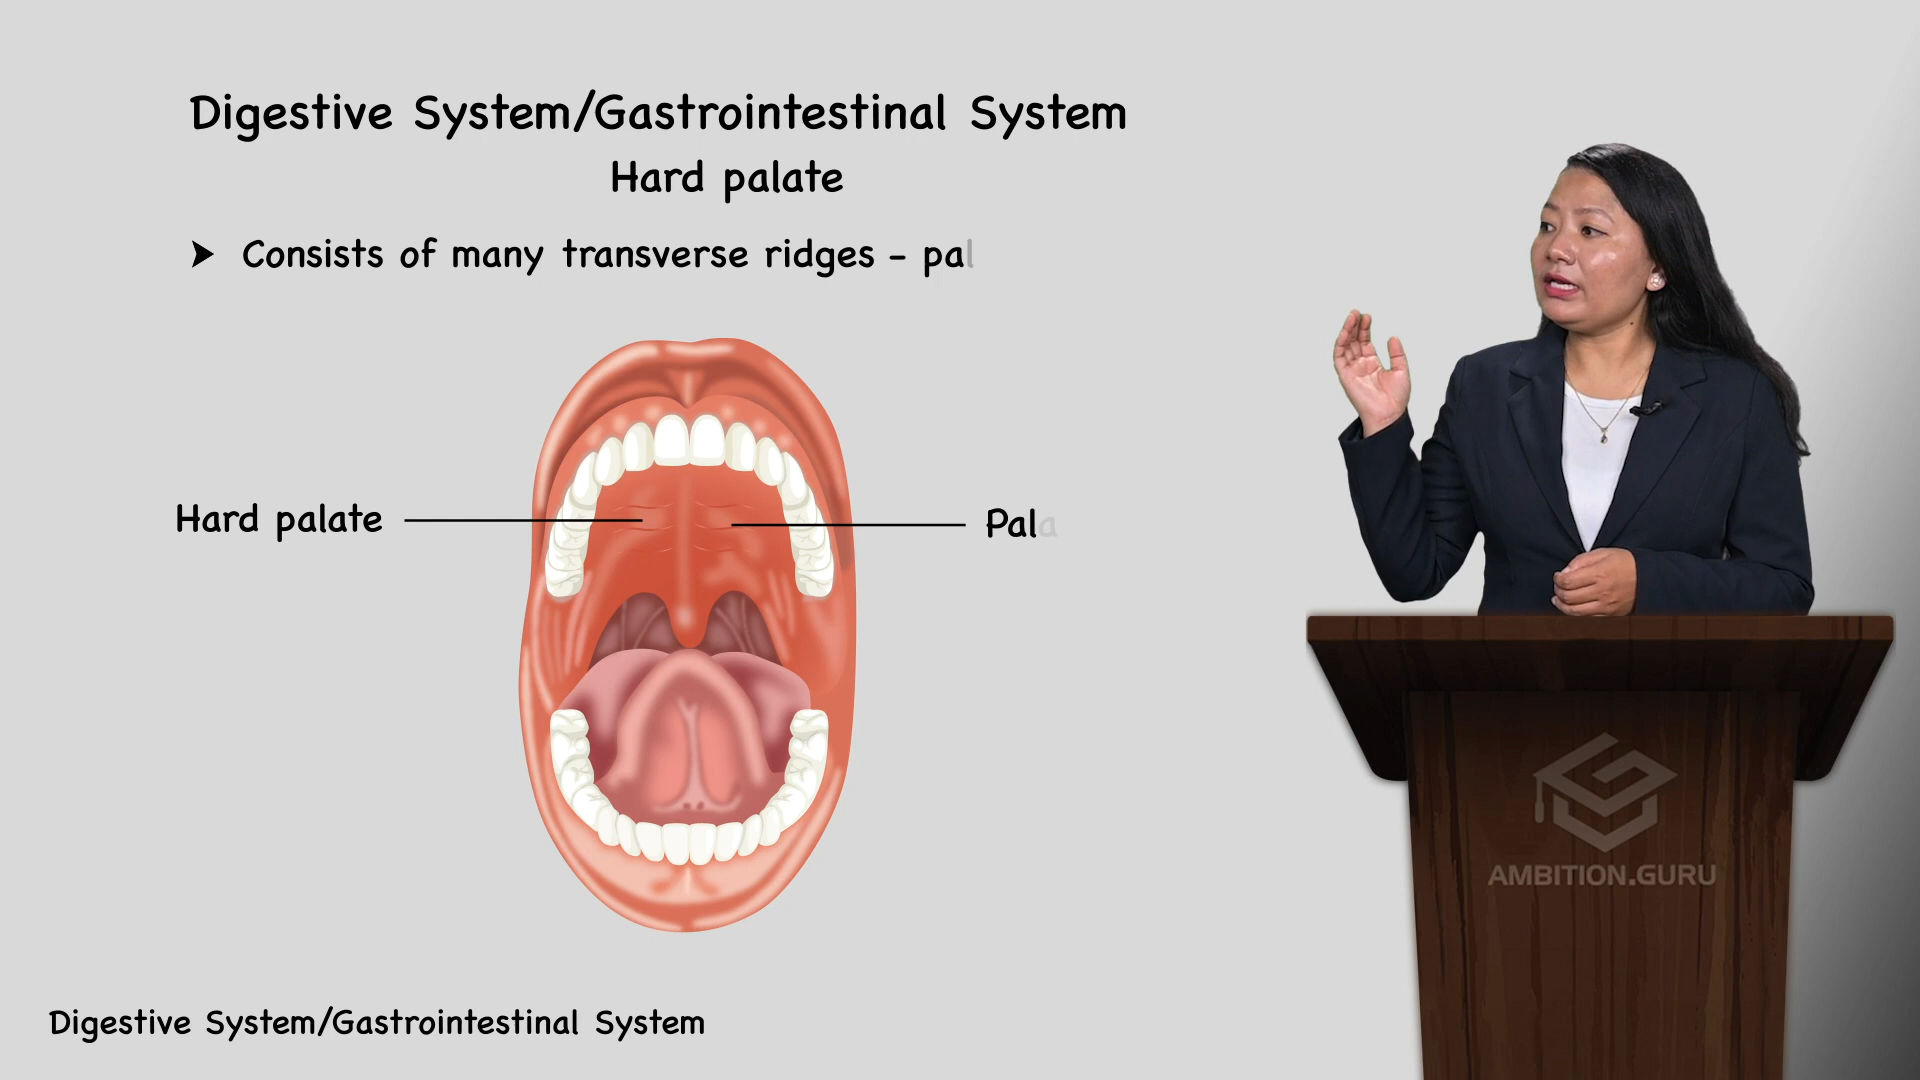 Digestive System/Gastrointestinal System
Hard palate
➤ Consists of many transverse ridges - pal
Hard palate
Pala
Digestive System/Gastrointestinal System
AMBITION.GURU